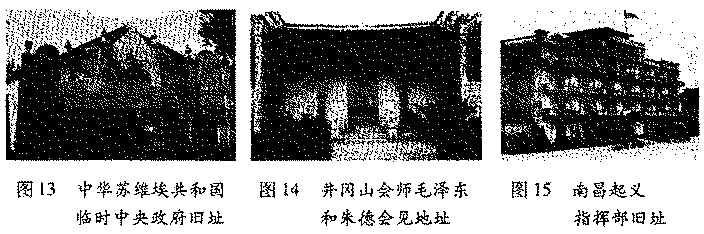 图13 中华苏维埃共和国
临时中央政府旧址
图14 井冈山会师毛泽东
和朱德会见地址
图15 南昌起义
指挥部旧址